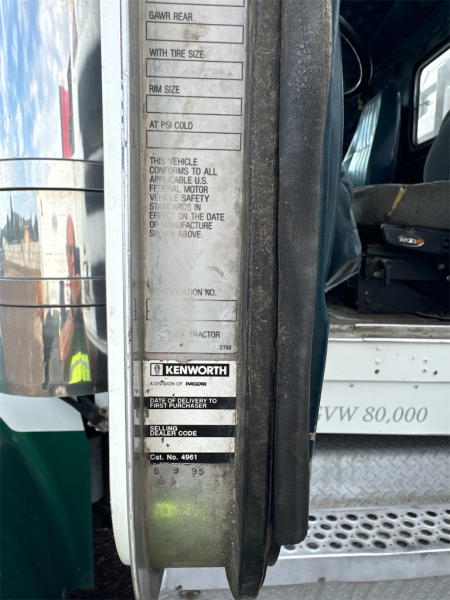 GAWR REAR
WITH TIRE SIZE
RIM SIZE
AT PSI COLD
THIS VEHICLE
CONFORMS TO ALL
APPLICABLE U.S.
FEDERAL MOTOR
VEHICLE SAFETY
STANDARDS IN
EFFECT ON THE DATE
OF MANUFACTURE
SHOWN ABOVE.
NO.
TRACTOR
2150
KENWORTH
A DIVISION OF PACCAR
DATE OF DELIVERY TO
FIRST PURCHASER
SELLING
DEALER CODE
Cat. No. 4961
8 9 95
GVW 80,000